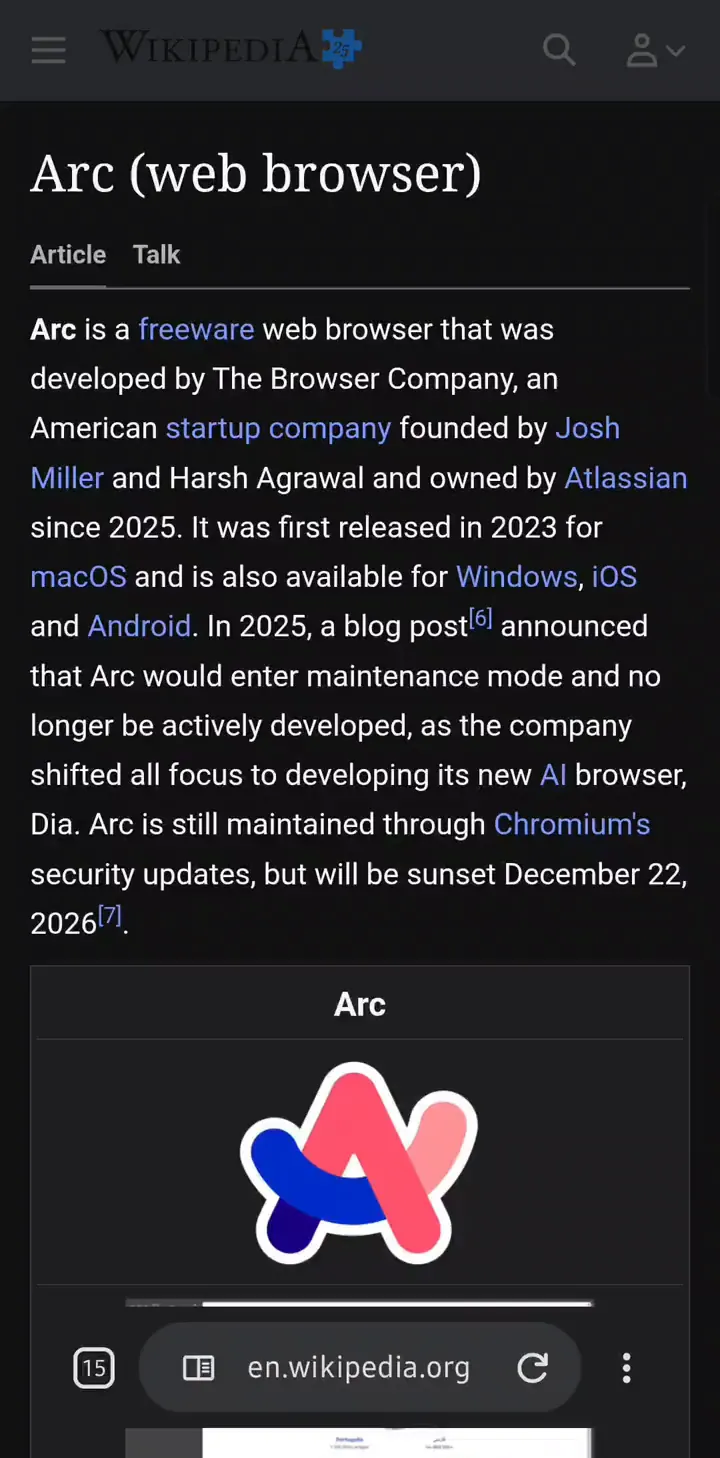 WIKIPEDIA 25
Arc (web browser)
Article Talk
Arc is a freeware web browser that was
developed by The Browser Company, an
American startup company founded by Josh
Miller and Harsh Agrawal and owned by Atlassian
since 2025. It was first released in 2023 for
macOS and is also available for Windows, iOS
and Android. In 2025, a blog post[6] announced
that Arc would enter maintenance mode and no
longer be actively developed, as the company
shifted all focus to developing its new AI browser,
Dia. Arc is still maintained through Chromium's
security updates, but will be sunset December 22,
2026[7].
Arc
15 en.wikipedia.org